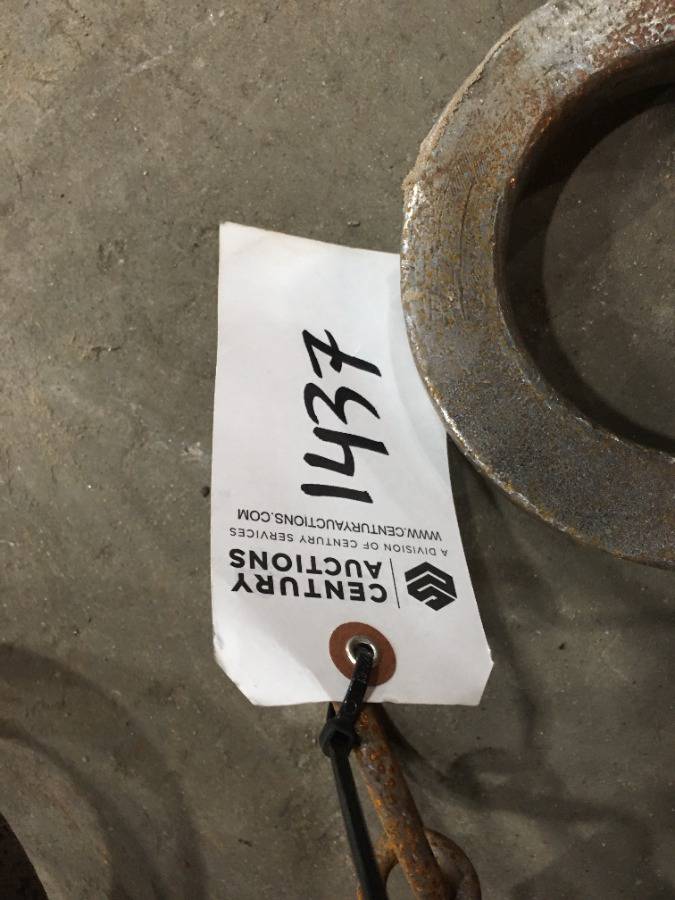 CENTURY
AUCTIONS
A DIVISION OF CENTURY SERVICES
WWW.CENTURYAUCTIONS.COM
1437